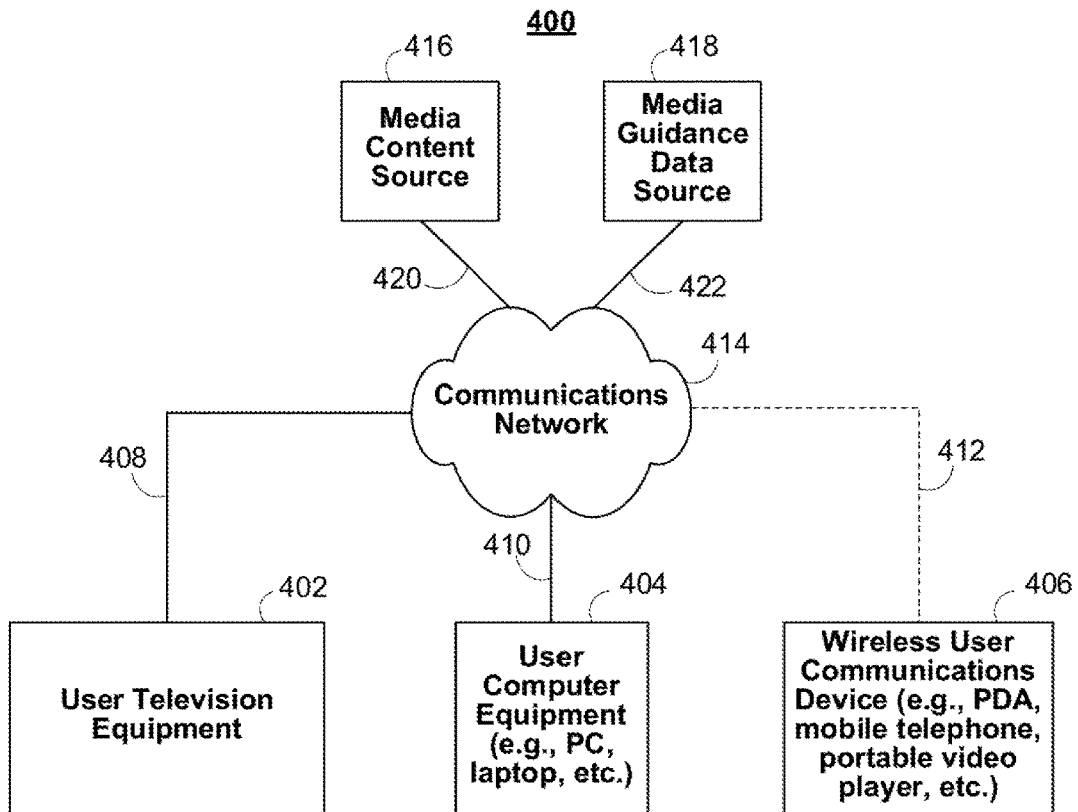 400
416
418
Media
Content
Source
Media
Guidance
Data
Source
420
422
414
Communications
Network
408
412
410
402
404
406
User Television
Equipment
User
Computer
Equipment
(e.g., PC,
laptop, etc.)
Wireless User
Communications
Device (e.g., PDA,
mobile telephone,
portable video
player, etc.)